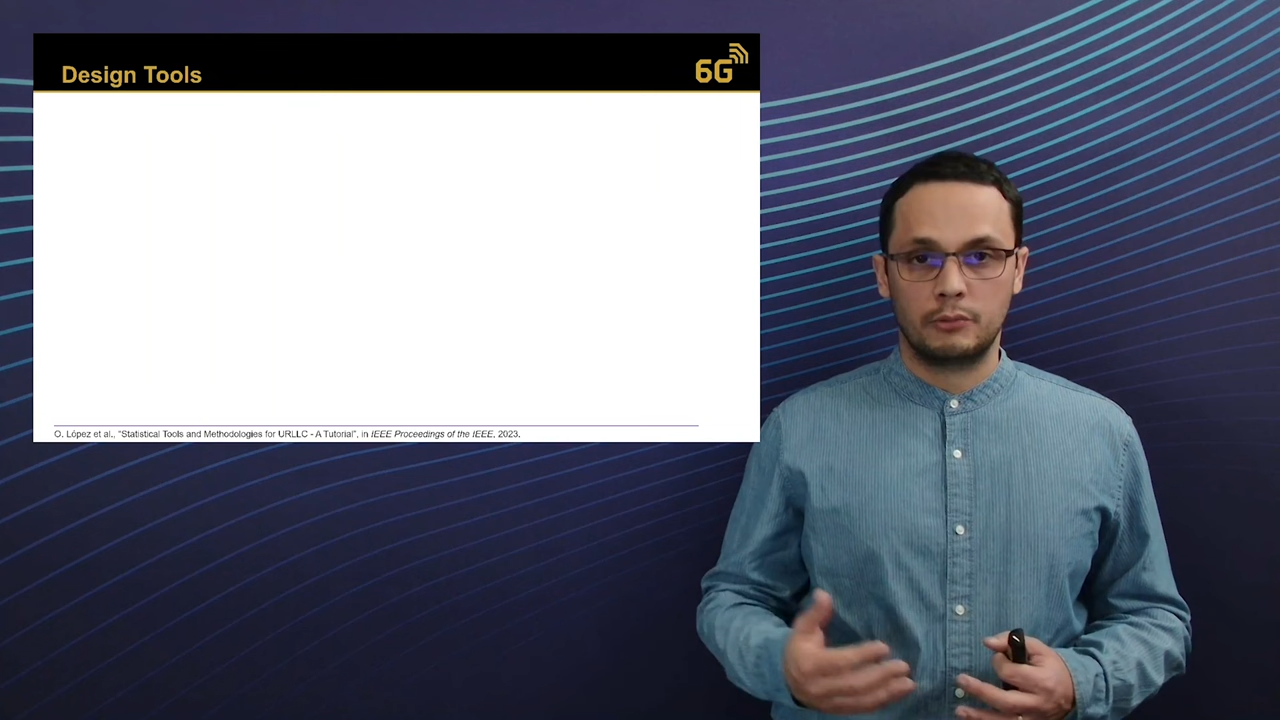 Design Tools
6G
O. López et al., "Statistical Tools and Methodologies for URLLC - A Tutorial", in IEEE Proceedings of the IEEE, 2023.